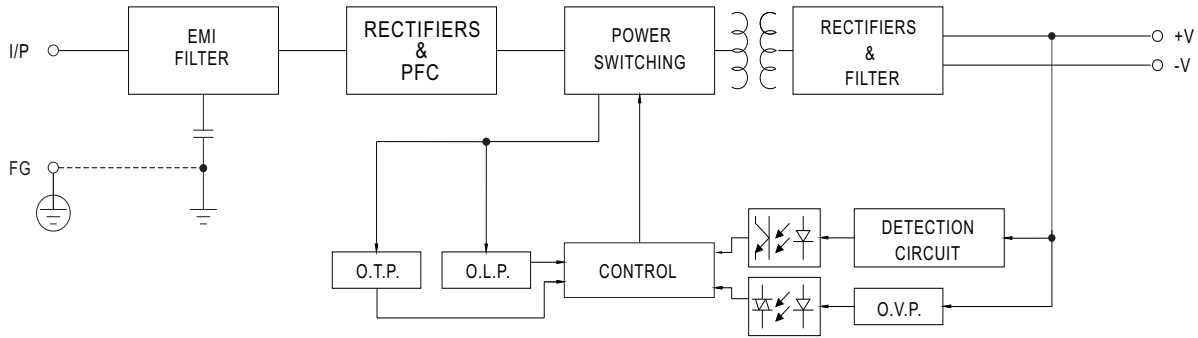 I/P
EMI
FILTER
RECTIFIERS
&
PFC
POWER
SWITCHING
RECTIFIERS
&
FILTER
+V
-V
FG
O.T.P.
O.L.P.
CONTROL
DETECTION
CIRCUIT
O.V.P.